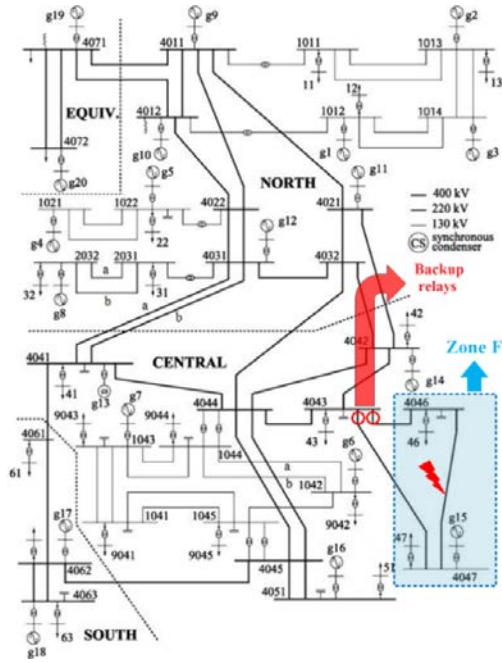 g19
g9
g2
4071
4011
1011
1013
11
13
EQUIV.
4012
12
1012
1014
4072
g10
g5
g1
g3
g20
NORTH
g11
1021
1022
4022
4021
400 kV
220 kV
130 kV
CS synchronous
condenser
g4
22
g12
2032
2031
4031
4032
a
b
32
g8
31
a
b
Backup
relays
42
4042
CENTRAL
Zone F
4041
g14
41
g13
g7
4044
4043
4046
9043
9044
43
46
4061
1043
1044
g6
61
a
b
1042
g17
1041
1045
9042
g15
9041
9045
47
g16
51
4062
4045
4047
4063
4051
SOUTH
g18
63